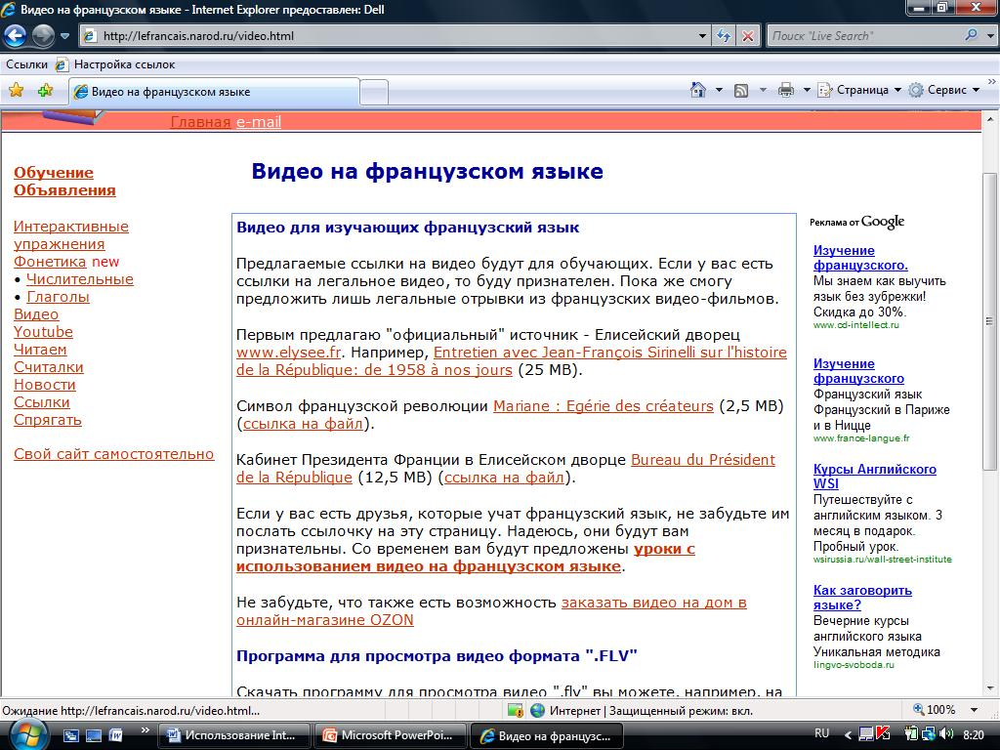 Видео на французском языке - Internet Explorer предоставлен: Dell
http://lefrancais.narod.ru/video.html
Поиск "Live Search"
Ссылки Настройка ссылок
Видео на французском языке
Страница Сервис
Главная e-mail
Обучение
Объявления
Интерактивные
упражнения
Фонетика new
• Числительные
• Глаголы
Видео
Youtube
Читаем
Считалки
Новости
Ссылки
Спрягать
Свой сайт самостоятельно
Видео на французском языке
Видео для изучающих французский язык
Предлагаемые ссылки на видео будут для обучающих. Если у вас есть
ссылки на легальное видео, то буду признателен. Пока же смогу
предложить лишь легальные отрывки из французских видео-фильмов.
Первым предлагаю "официальный" источник - Елисейский дворец
www.elysee.fr. Например, Entretien avec Jean-François Sirinelli sur l'histoire
de la République: de 1958 à nos jours (25 MB).
Символ французской революции Mariane : Egérie des créateurs (2,5 MB)
(ссылка на файл).
Кабинет Президента Франции в Елисейском дворце Bureau du Président
de la République (12,5 MB) (ссылка на файл).
Если у вас есть друзья, которые учат французский язык, не забудьте им
послать ссылочку на эту страницу. Надеюсь, они будут вам
признательны. Со временем вам будут предложены уроки с
использованием видео на французском языке.
Не забудьте, что также есть возможность заказать видео на дом в
онлайн-магазине OZON
Программа для просмотра видео формата ".FLV"
Скачать программу для просмотра видео ".flv" вы можете, например, на
Реклама от Google
Изучение
французского.
Мы знаем как выучить
язык без зубрежки!
Скидка до 30%.
www.cd-intellect.ru
Изучение
французского
Французский язык
Французский в Париже
и в Ницце
www.france-langue.fr
Курсы Английского
WSI
Путешествуйте с
английским языком. 3
месяц в подарок.
Пробный урок.
wsirussia.ru/wall-street-institute
Как заговорить
языке?
Вечерние курсы
английского языка
Уникальная методика
lingvo-svoboda.ru
Ожидание http://lefrancais.narod.ru/video.html...
Интернет | Защищенный режим: вкл.
100%
Использование Int...
Microsoft PowerPoi...
Видео на французс...
RU
8:20